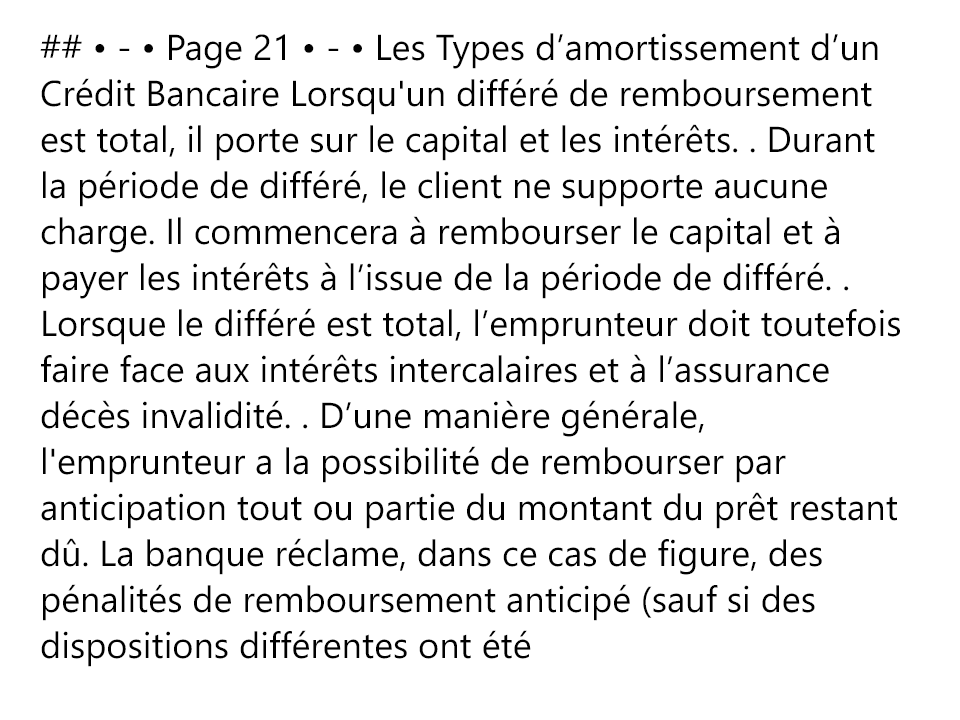 ## • - • Page 21 • - • Les Types d’amortissement d’un
Crédit Bancaire Lorsqu'un différé de remboursement
est total, il porte sur le capital et les intérêts. . Durant
la période de différé, le client ne supporte aucune
charge. Il commencera à rembourser le capital et à
payer les intérêts à l’issue de la période de différé. .
Lorsque le différé est total, l’emprunteur doit toutefois
faire face aux intérêts intercalaires et à l’assurance
décès invalidité. . D’une manière générale,
l'emprunteur a la possibilité de rembourser par
anticipation tout ou partie du montant du prêt restant
dû. La banque réclame, dans ce cas de figure, des
pénalités de remboursement anticipé (sauf si des
dispositions différentes ont été